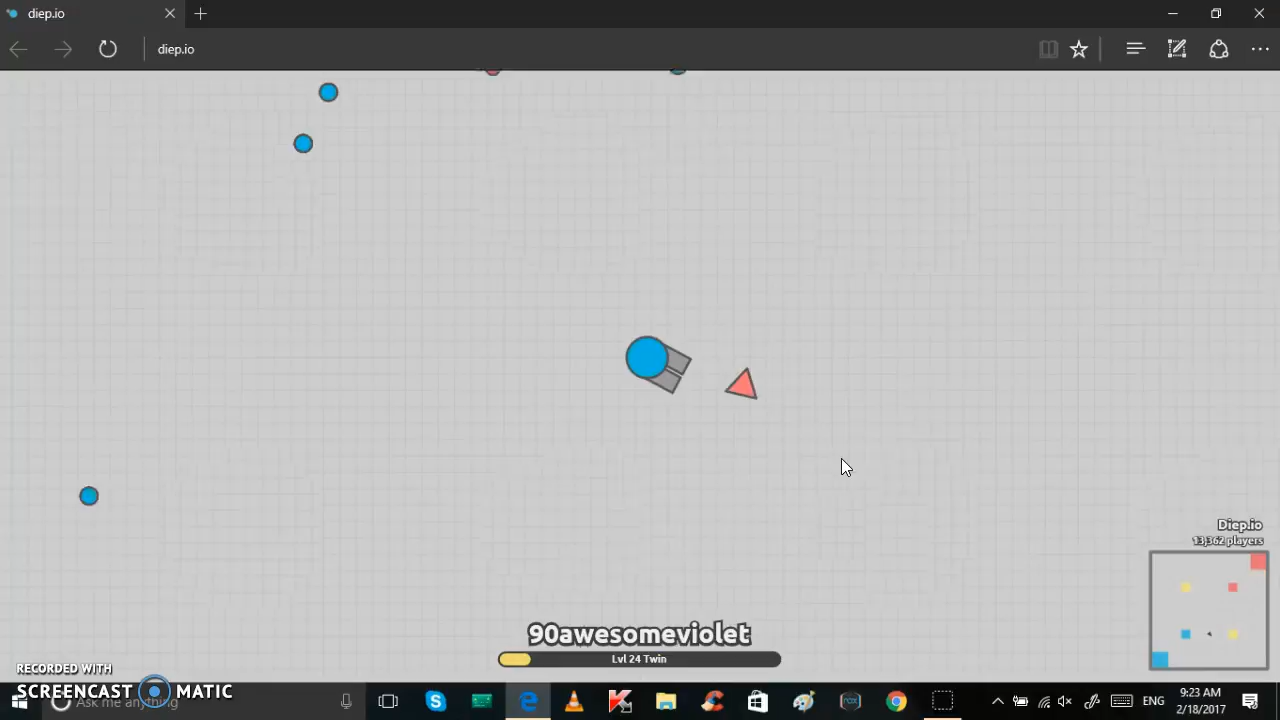 diep.io
diep.io
Diep.io
13,362 players
90awesomeviolet
Lvl 24 Twin
RECORDED WITH
SCREENCAST MATIC
Ask me anything
ENG
9:23 AM
2/18/2017